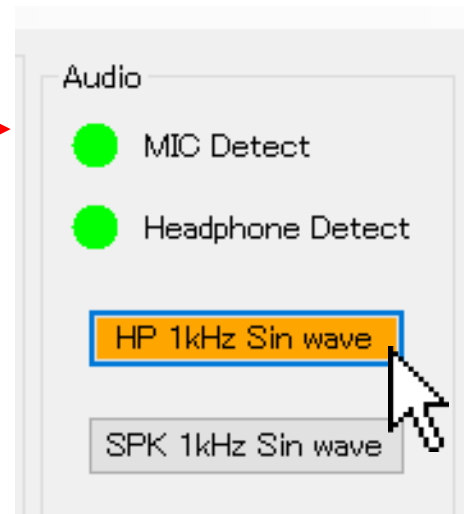 Audio
MIC Detect
Headphone Detect
HP 1kHz Sin wave
SPK 1kHz Sin wave